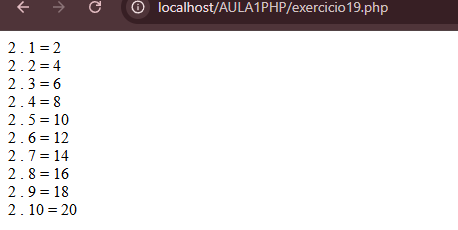 localhost/AULA1PHP/exercicio19.php
2 . 1 = 2
2 . 2 = 4
2 . 3 = 6
2 . 4 = 8
2 . 5 = 10
2 . 6 = 12
2 . 7 = 14
2 . 8 = 16
2 . 9 = 18
2 . 10 = 20